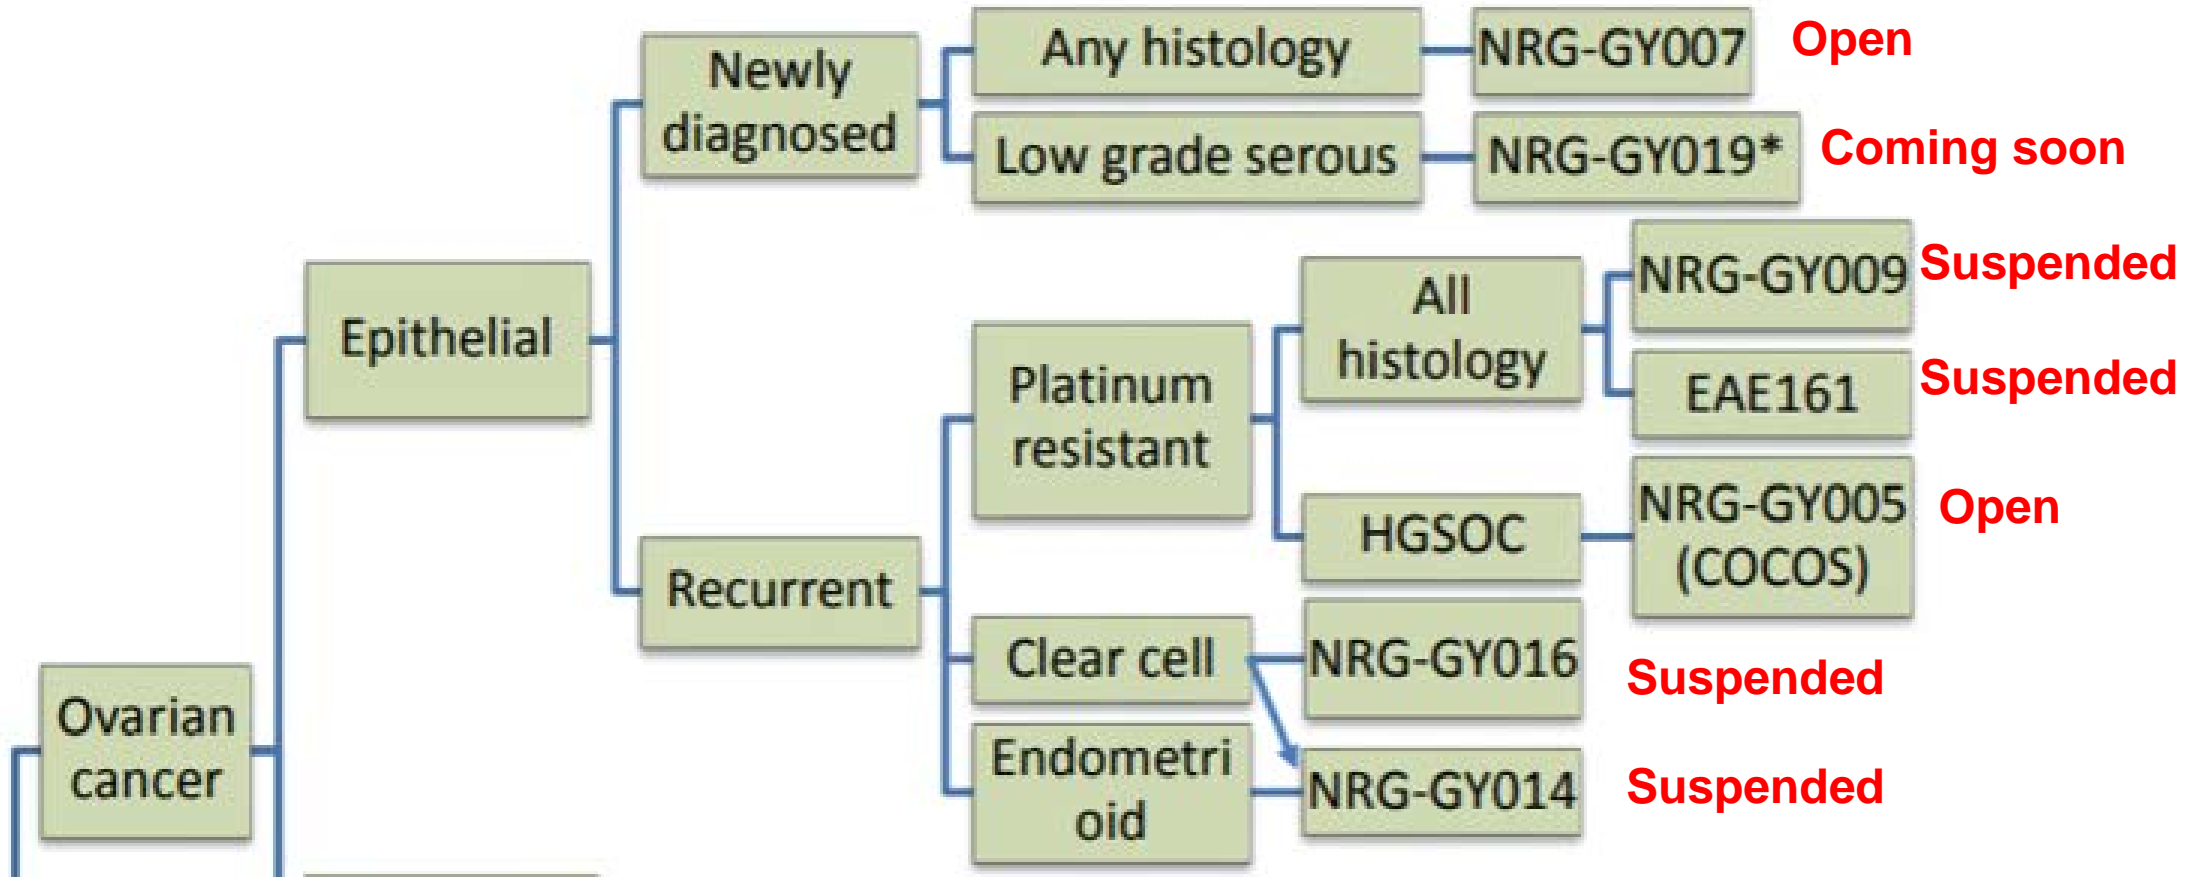 Any histology
NRG-GY007
Open
Newly
diagnosed
Low grade serous
NRG-GY019*
Coming soon
NRG-GY009
Suspended
All
histology
Epithelial
Platinum
resistant
EAE161
Suspended
HGSOC
NRG-GY005
(COCOS)
Open
Recurrent
Clear cell
NRG-GY016
Suspended
Ovarian
cancer
Endometri
oid
NRG-GY014
Suspended